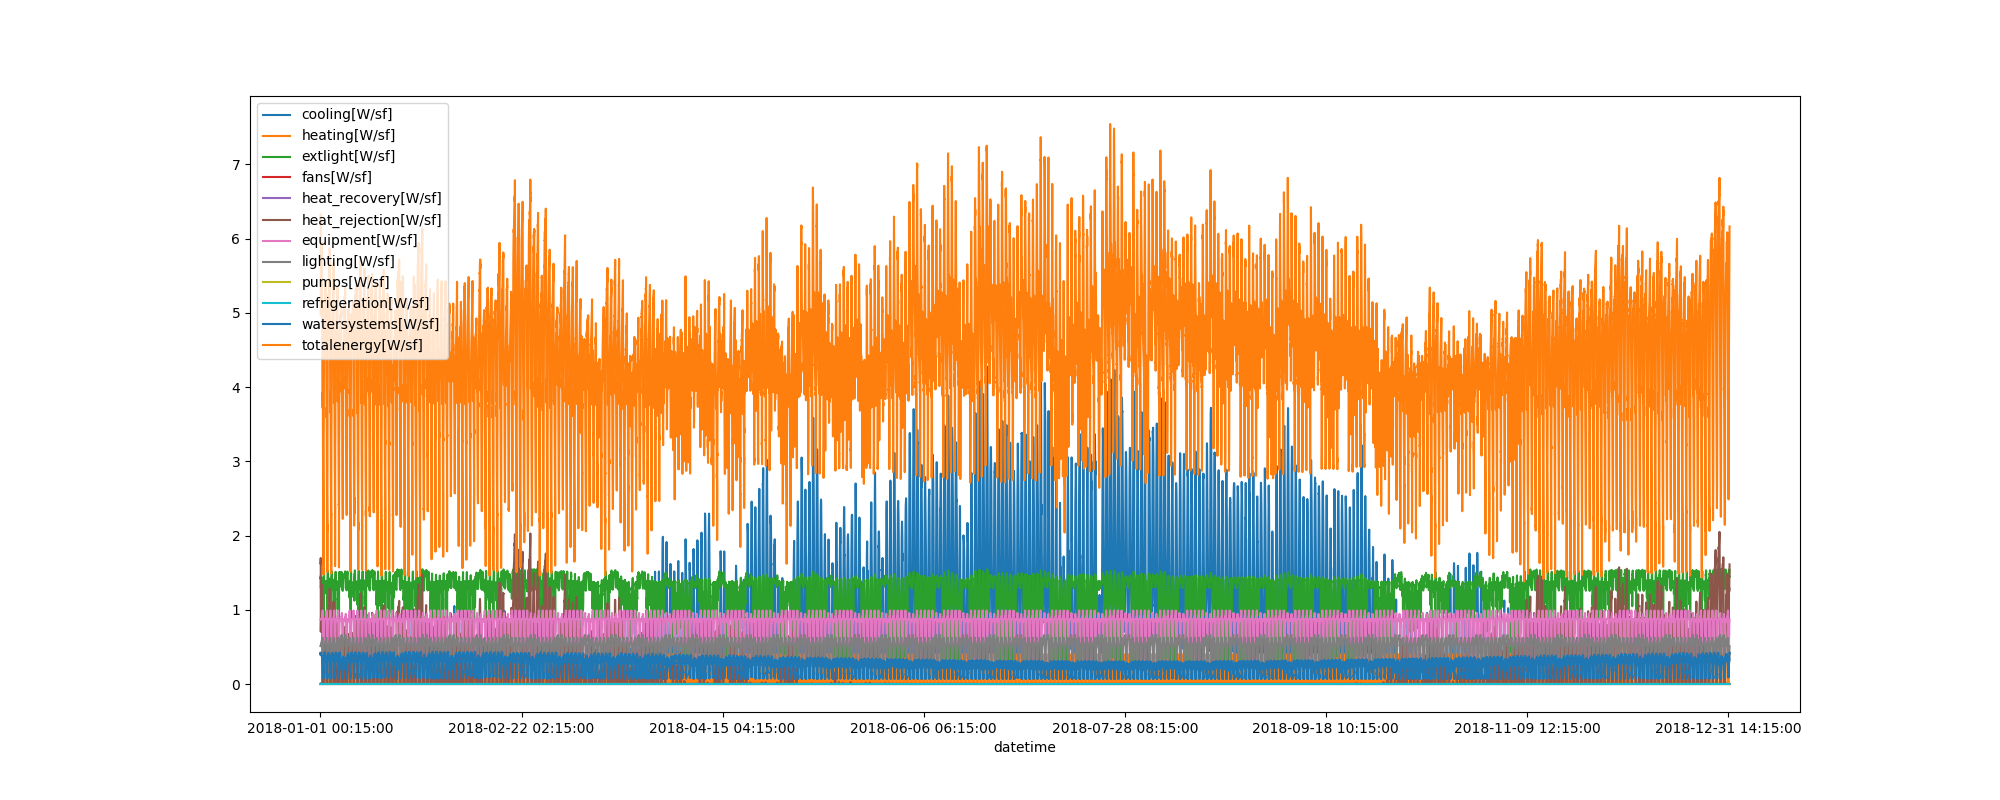 cooling[W/sf]
heating[W/sf]
extlight[W/sf]
fans[W/sf]
heat_recovery[W/sf]
heat_rejection[W/sf]
equipment[W/sf]
lighting[W/sf]
pumps[W/sf]
refrigeration[W/sf]
watersystems[W/sf]
totalenergy[W/sf]
7
6
5
4
3
2
1
0
2018-01-01 00:15:00 2018-02-22 02:15:00 2018-04-15 04:15:00 2018-06-06 06:15:00 2018-07-28 08:15:00 2018-09-18 10:15:00 2018-11-09 12:15:00 2018-12-31 14:15:00
datetime